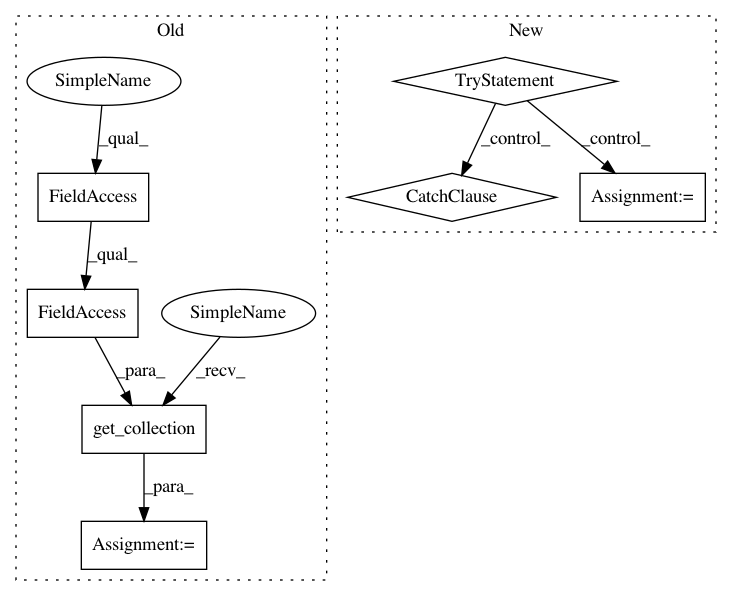 Old
New
SimpleName
TryStatement
_qual_
_control_
_control_
FieldAccess
CatchClause
Assignment:=
_qual_
FieldAccess
SimpleName
_para_
_recv_
get_collection
_para_
Assignment:=